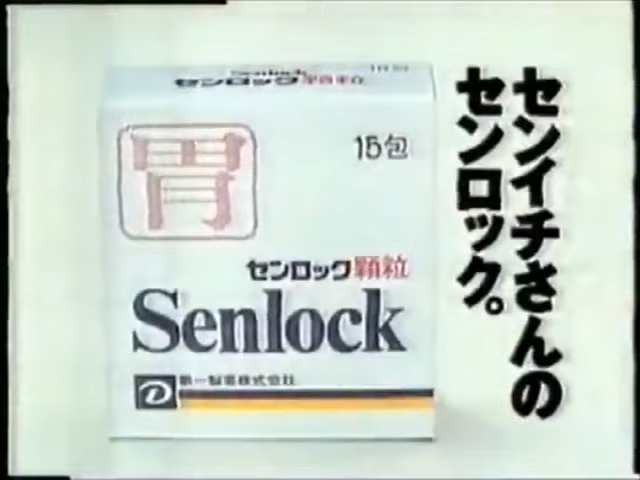 センイチさんの
センロック。
Senlock
センロック顆粒
胃
15包
センロック顆粒
Senlock
第一製薬株式会社